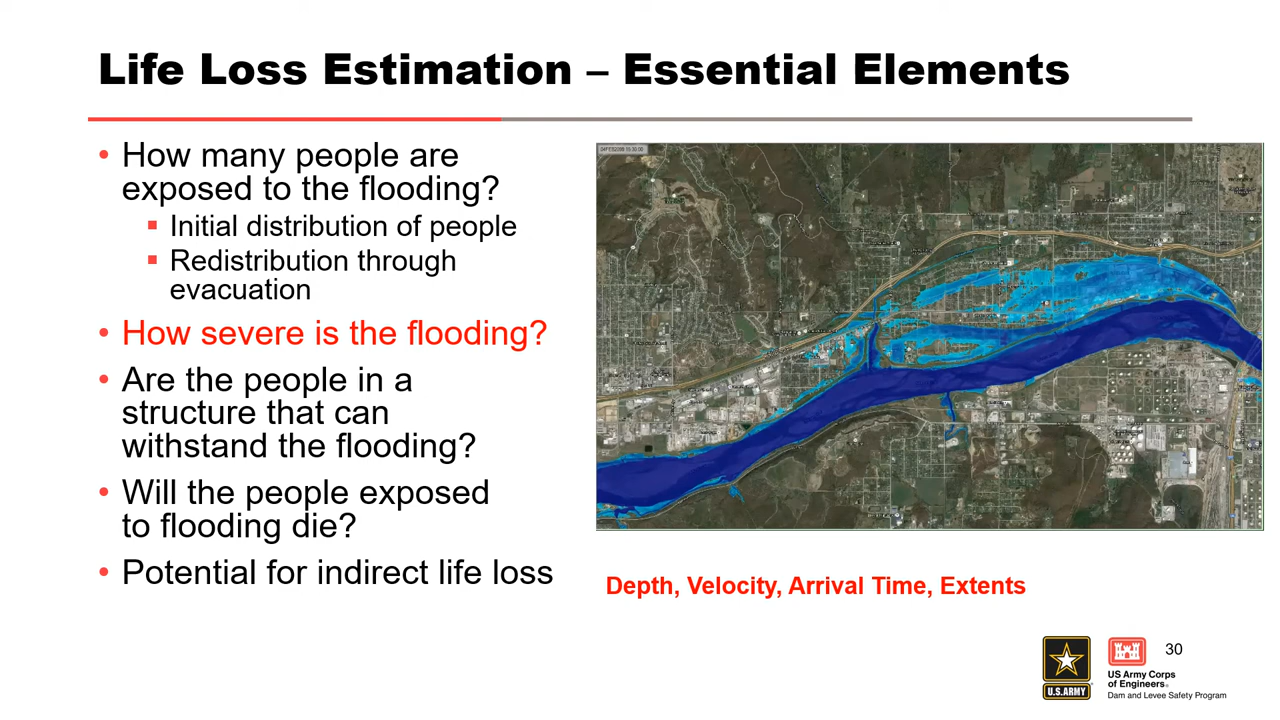 Life Loss Estimation – Essential Elements
• How many people are
exposed to the flooding?
▪ Initial distribution of people
▪ Redistribution through
evacuation
• How severe is the flooding?
• Are the people in a
structure that can
withstand the flooding?
• Will the people exposed
to flooding die?
• Potential for indirect life loss
Depth, Velocity, Arrival Time, Extents
30
U.S.ARMY
US Army Corps
of Engineers®
Dam and Levee Safety Program